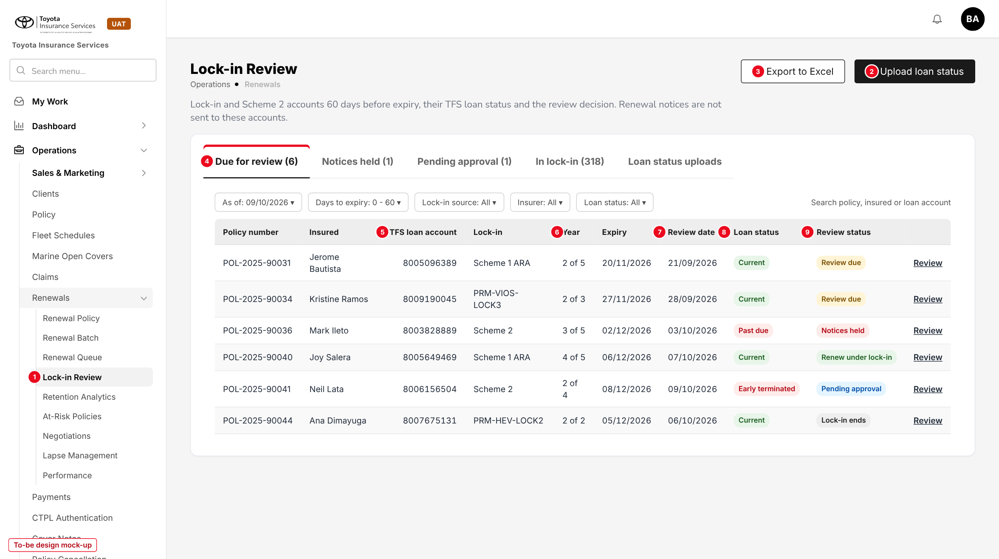 Toyota
Insurance Services
UAT
BA
Toyota Insurance Services
Search menu...
My Work
Dashboard
Operations
Sales & Marketing
Clients
Policy
Fleet Schedules
Marine Open Covers
Claims
Renewals
Renewal Policy
Renewal Batch
Renewal Queue
1 Lock-in Review
Retention Analytics
At-Risk Policies
Negotiations
Lapse Management
Performance
Payments
CTPL Authentication
Cover Notes
To-be design mock-up
Policy Cancellation
Lock-in Review
Operations • Renewals
3 Export to Excel
2 Upload loan status
Lock-in and Scheme 2 accounts 60 days before expiry, their TFS loan status and the review decision. Renewal notices are not
sent to these accounts.
4 Due for review (6) Notices held (1) Pending approval (1) In lock-in (318) Loan status uploads
As of: 09/10/2026 ▾ Days to expiry: 0 - 60 ▾ Lock-in source: All ▾ Insurer: All ▾ Loan status: All ▾ Search policy, insured or loan account
Policy number Insured 5 TFS loan account Lock-in 6 Year Expiry 7 Review date 8 Loan status 9 Review status
POL-2025-90031 Jerome Bautista 8005096389 Scheme 1 ARA 2 of 5 20/11/2026 21/09/2026 Current Review due Review
POL-2025-90034 Kristine Ramos 8009190045 PRM-VIOS-LOCK3 2 of 3 27/11/2026 28/09/2026 Current Review due Review
POL-2025-90036 Mark Ileto 8003828889 Scheme 2 3 of 5 02/12/2026 03/10/2026 Past due Notices held Review
POL-2025-90040 Joy Salera 8005649469 Scheme 1 ARA 4 of 5 06/12/2026 07/10/2026 Current Renew under lock-in Review
POL-2025-90041 Neil Lata 8006156504 Scheme 2 2 of 4 08/12/2026 09/10/2026 Early terminated Pending approval Review
POL-2025-90044 Ana Dimayuga 8007675131 PRM-HEV-LOCK2 2 of 2 05/12/2026 06/10/2026 Current Lock-in ends Review